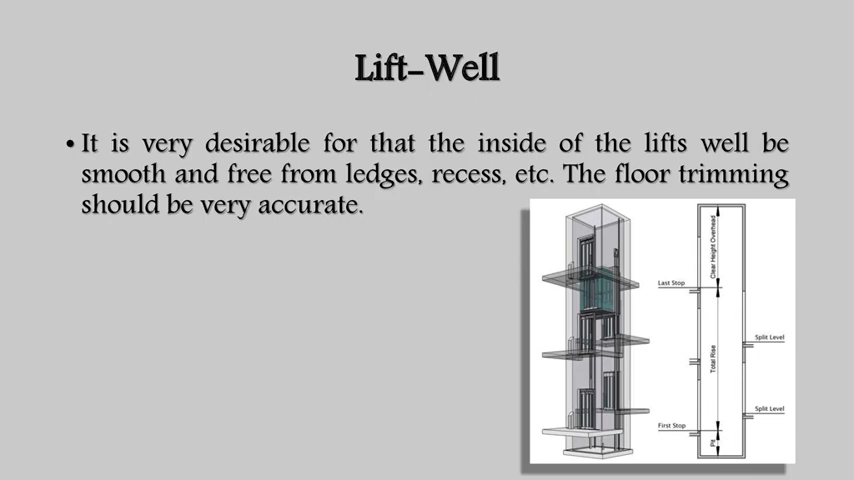 Lift-Well
• It is very desirable for that the inside of the lifts well be
smooth and free from ledges, recess, etc. The floor trimming
should be very accurate.
Clear Height Overhead
Last Stop
Split Level
Total Rise
Split Level
First Stop
Pit